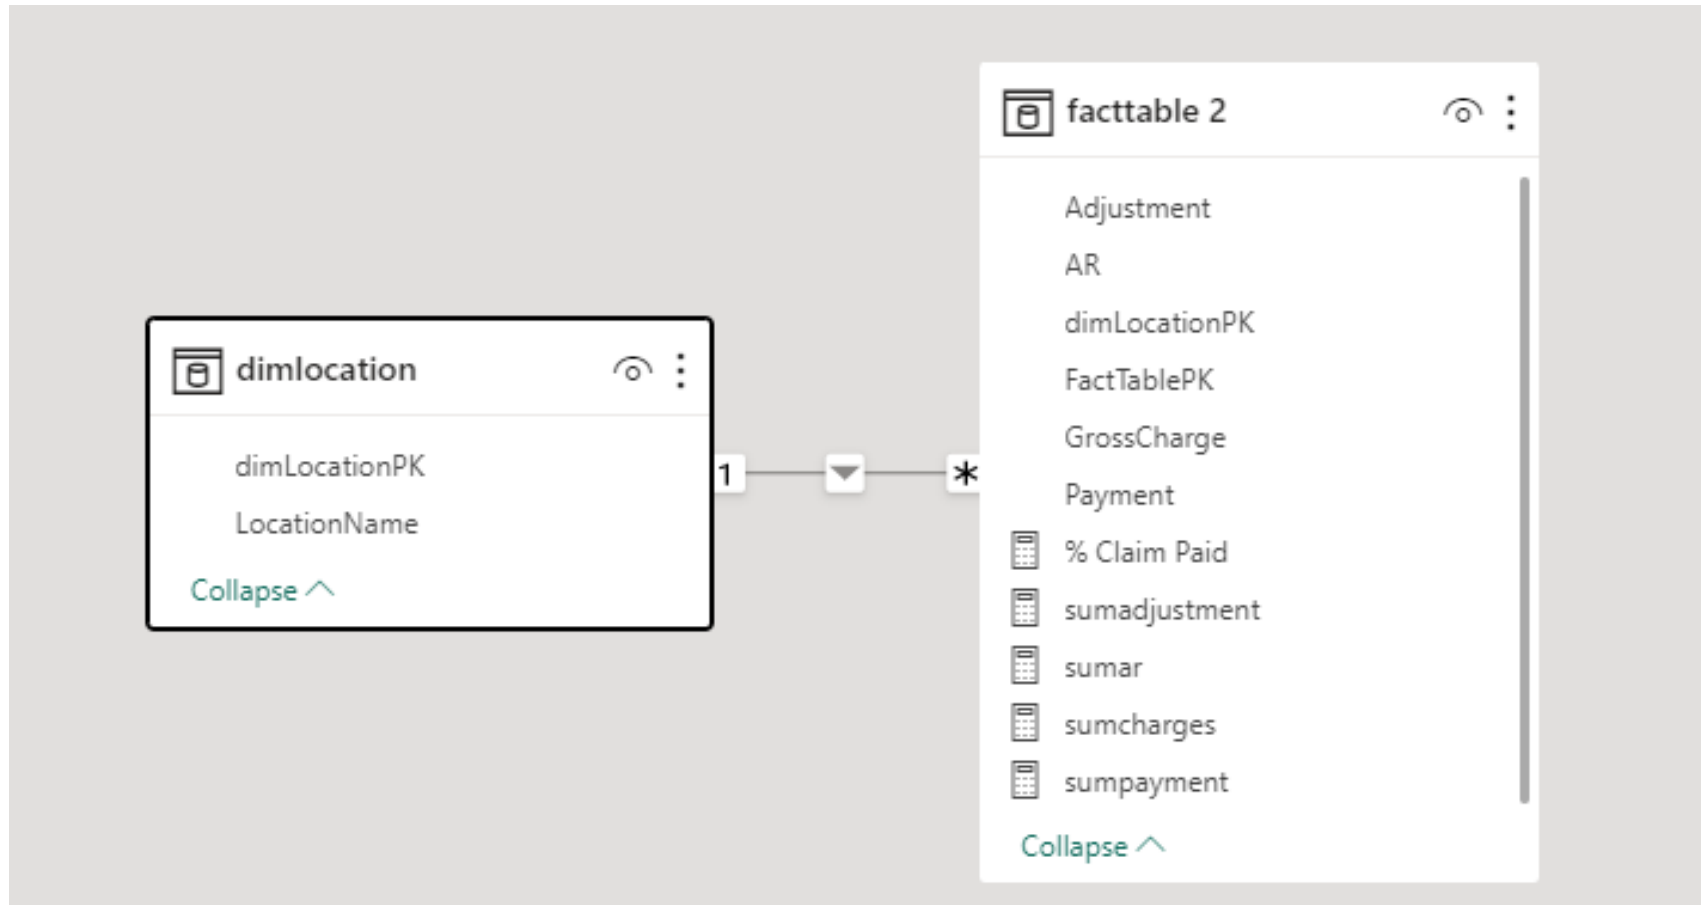 dimlocation
dimLocationPK
LocationName
Collapse
1
*
facttable 2
Adjustment
AR
dimLocationPK
FactTablePK
GrossCharge
Payment
% Claim Paid
sumadjustment
sumar
sumcharges
sumpayment
Collapse